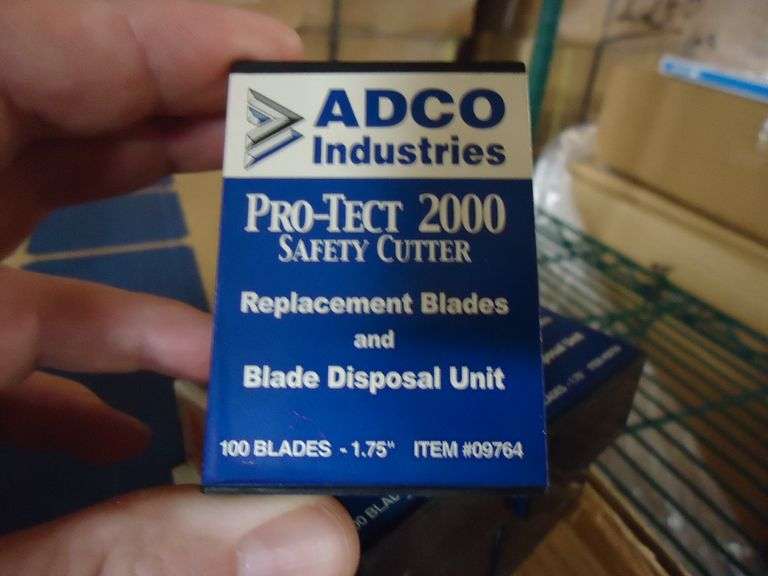 ADCO
Industries
PRO-TECT 2000
SAFETY CUTTER
Replacement Blades
and
Blade Disposal Unit
100 BLADES - 1.75" ITEM #09764